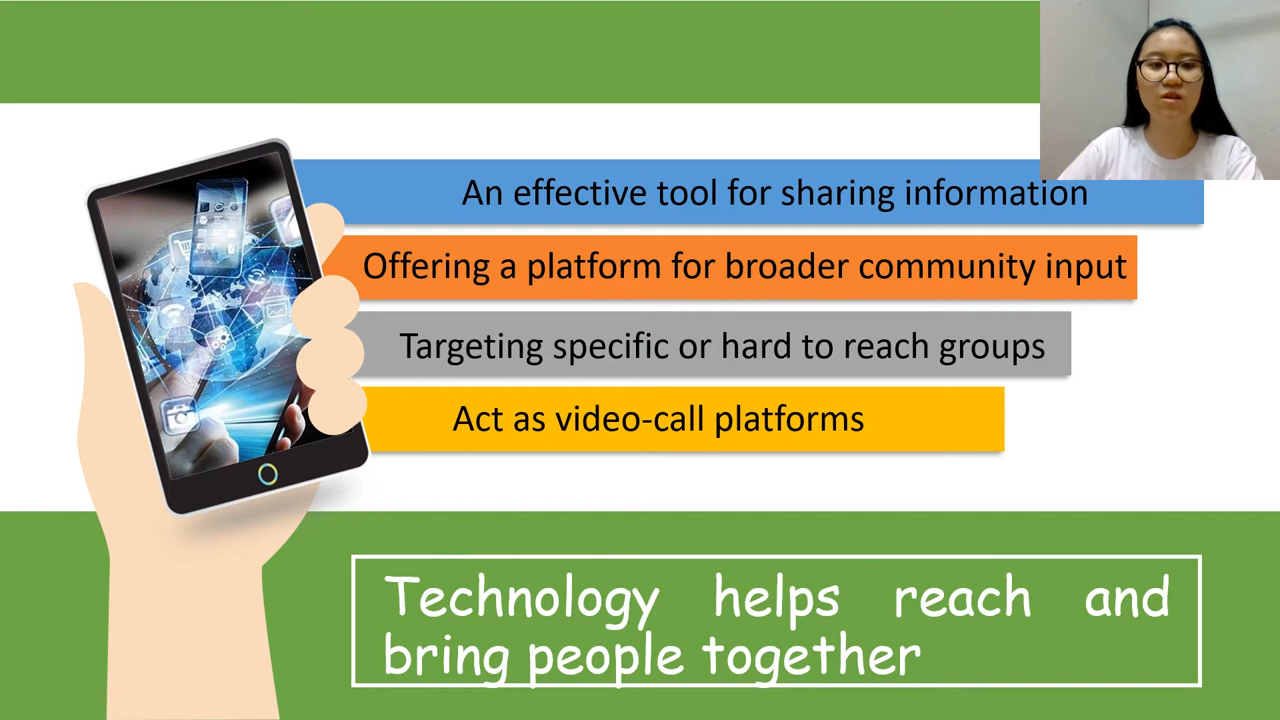 An effective tool for sharing information
Offering a platform for broader community input
Targeting specific or hard to reach groups
Act as video-call platforms
Technology helps reach and
bring people together